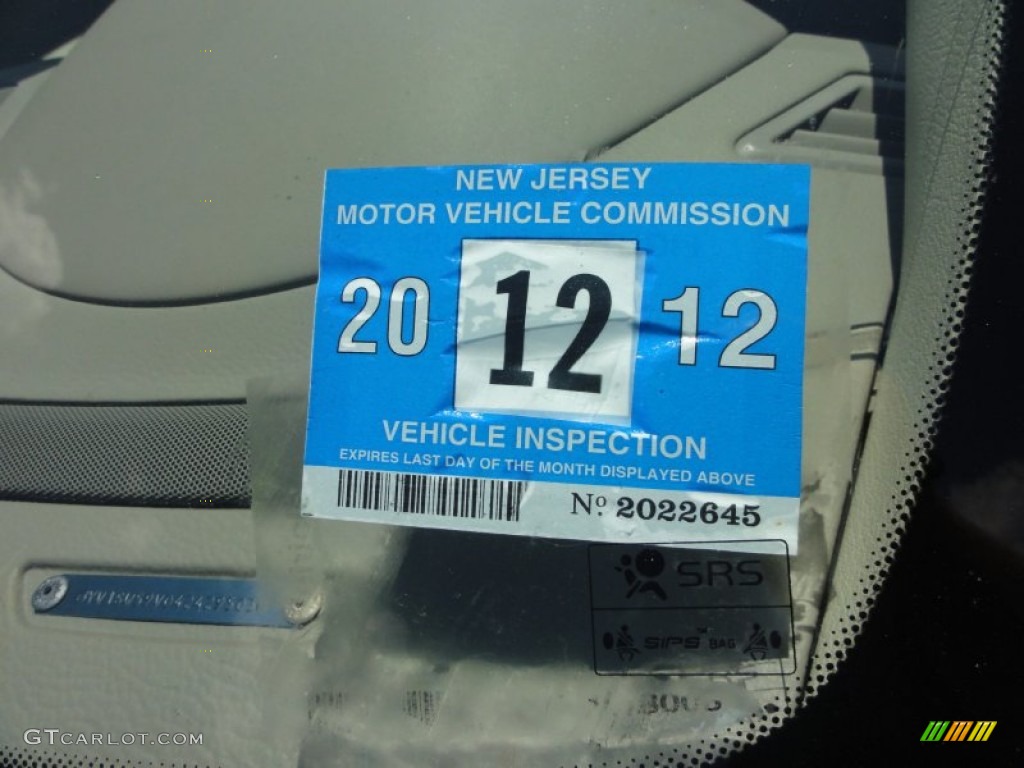 NEW JERSEY
MOTOR VEHICLE COMMISSION
20 12 12
VEHICLE INSPECTION
EXPIRES LAST DAY OF THE MONTH DISPLAYED ABOVE
Nº 2022645
SRS
SIPS™ BAG
GTCARLOT.COM